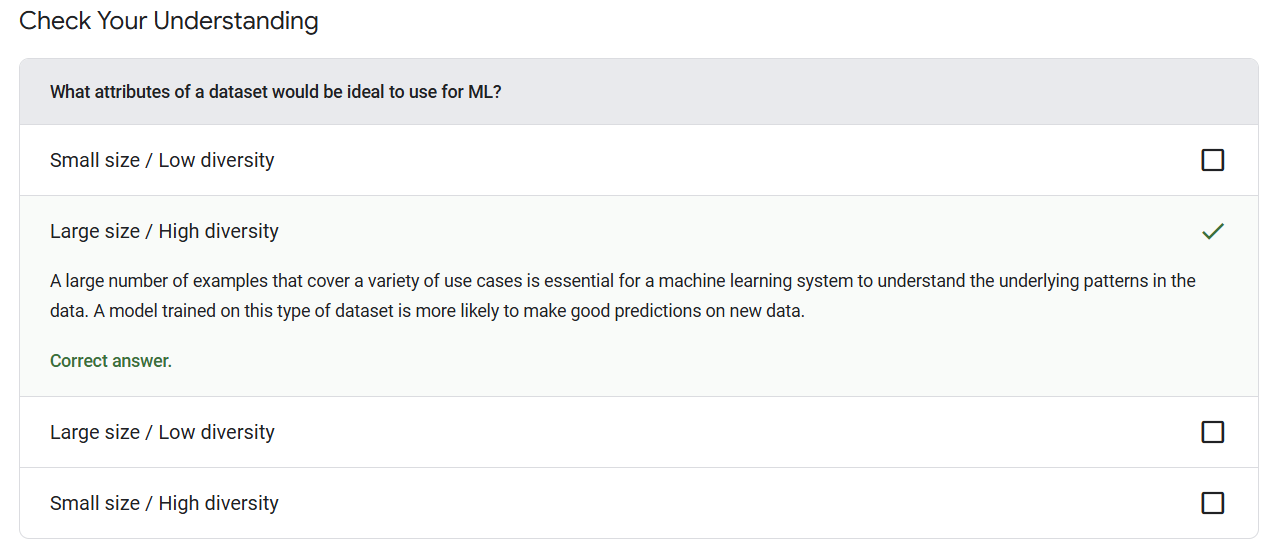 Check Your Understanding
What attributes of a dataset would be ideal to use for ML?
Small size / Low diversity
Large size / High diversity
A large number of examples that cover a variety of use cases is essential for a machine learning system to understand the underlying patterns in the
data. A model trained on this type of dataset is more likely to make good predictions on new data.
Correct answer.
Large size / Low diversity
Small size / High diversity